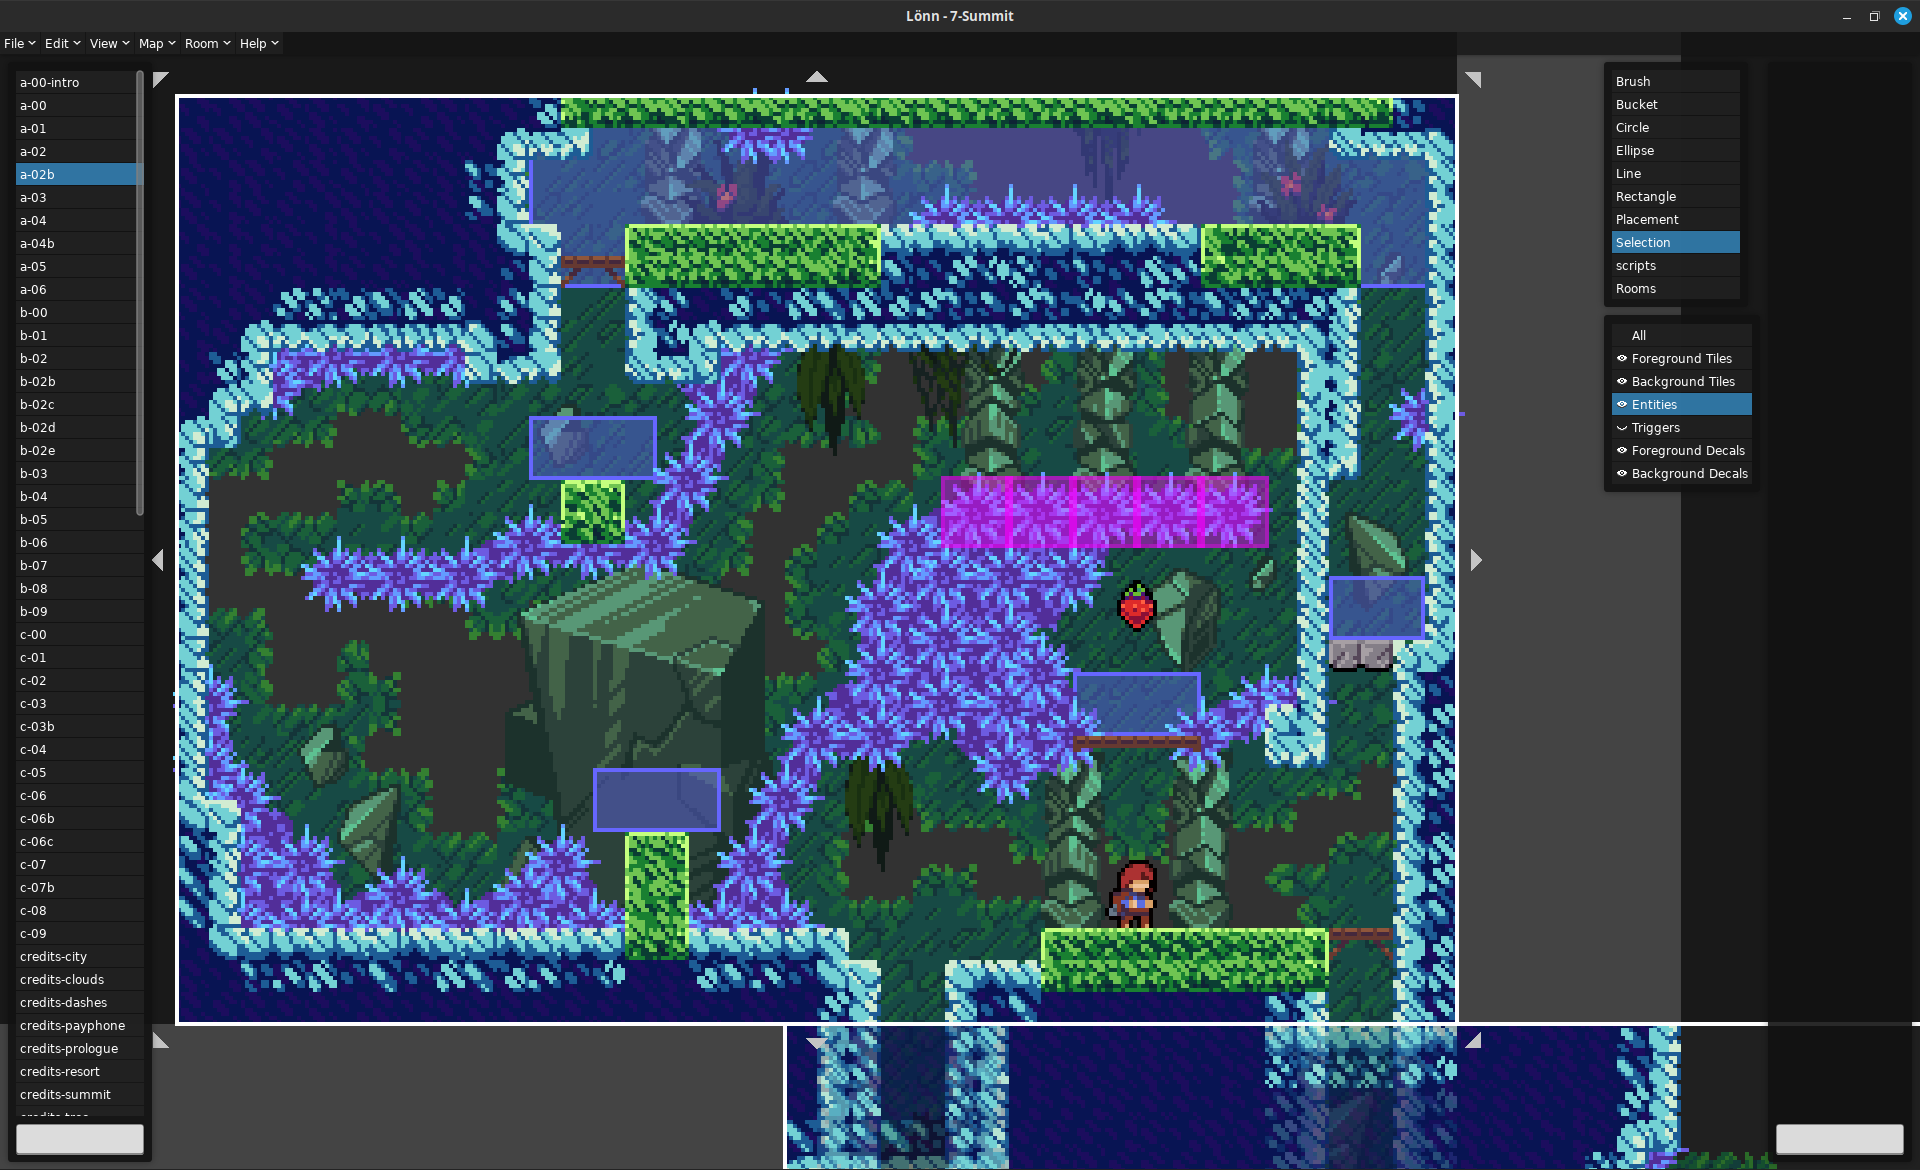 Lönn - 7-Summit
File
Edit
View
Map
Room
Help
a-00-intro
a-00
a-01
a-02
a-02b
a-03
a-04
a-04b
a-05
a-06
b-00
b-01
b-02
b-02b
b-02c
b-02d
b-02e
b-03
b-04
b-05
b-06
b-07
b-08
b-09
c-00
c-01
c-02
c-03
c-03b
c-04
c-05
c-06
c-06b
c-06c
c-07
c-07b
c-08
c-09
credits-city
credits-clouds
credits-dashes
credits-payphone
credits-prologue
credits-resort
credits-summit
Brush
Bucket
Circle
Ellipse
Line
Rectangle
Placement
Selection
scripts
Rooms
All
Foreground Tiles
Background Tiles
Entities
Triggers
Foreground Decals
Background Decals